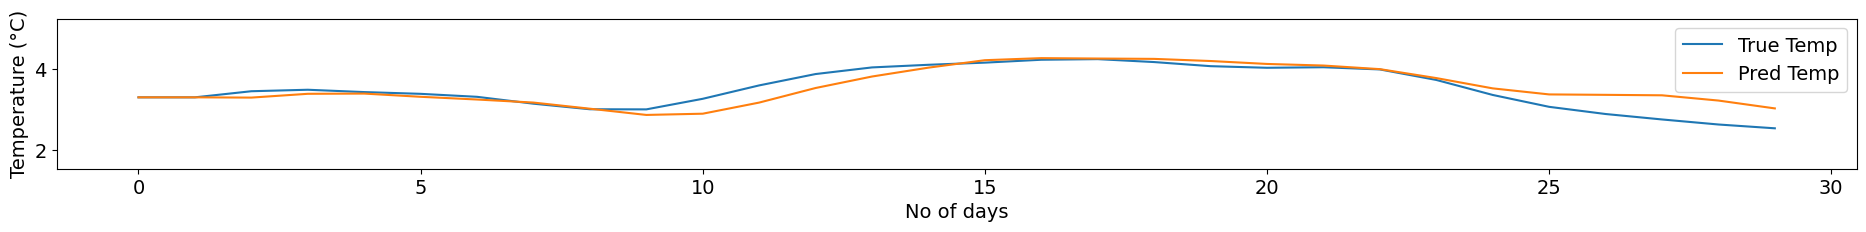 Temperature (°C)
4
2
True Temp
Pred Temp
0 5 10 15 20 25 30
No of days